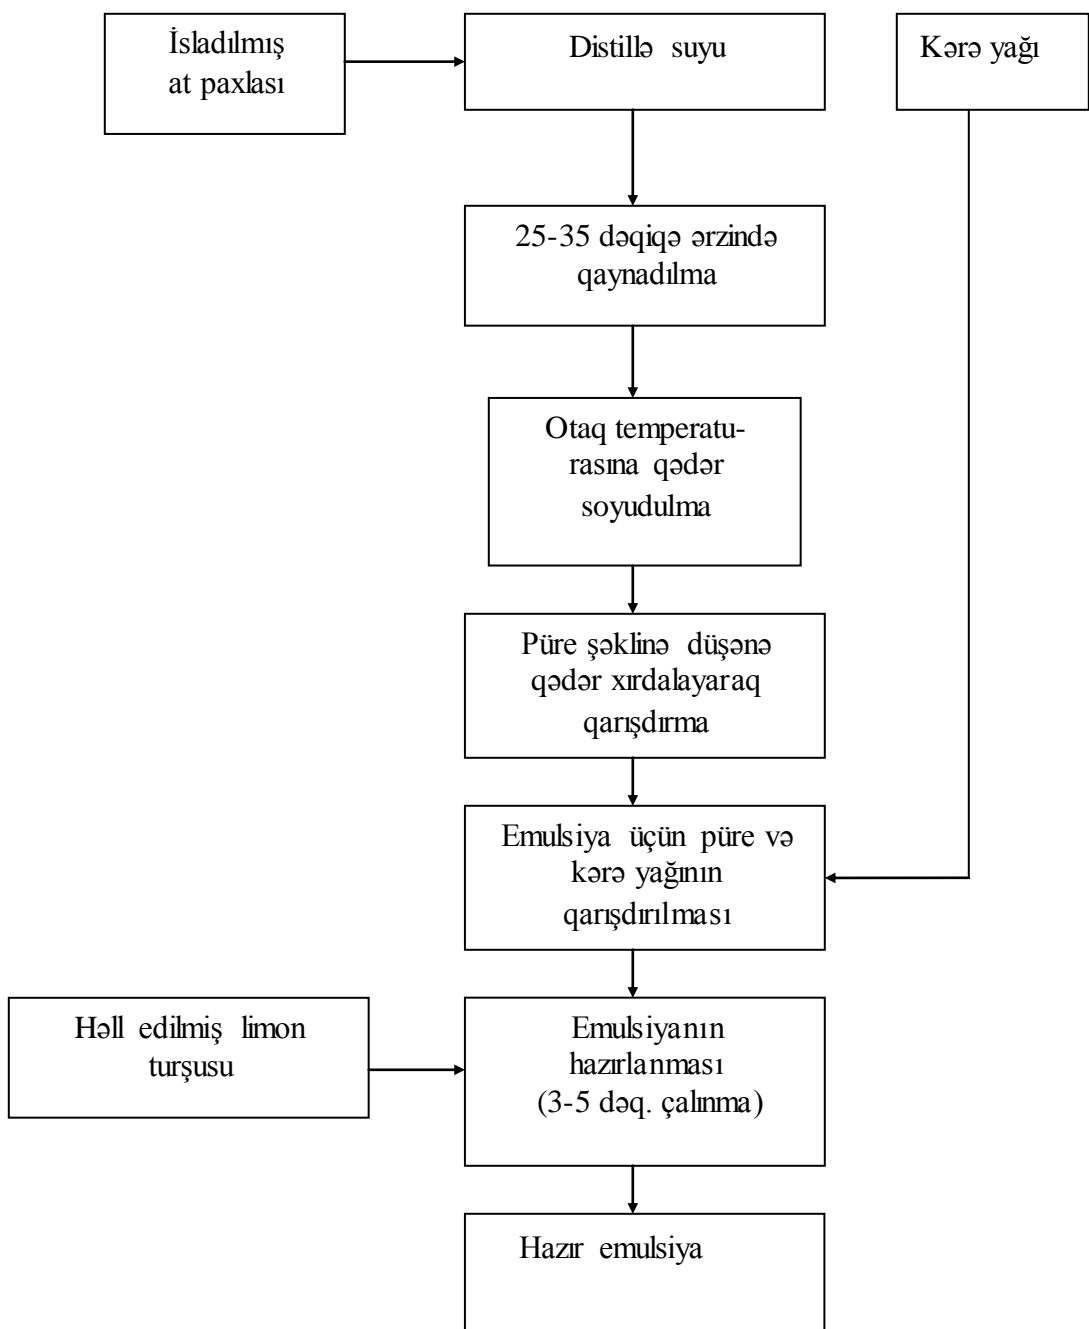 İsladılmış
at paxlası
Distillə suyu
Kərə yağı
25-35 dəqiqə ərzində
qaynadılma
Otaq temperatu-
rasına qədər
soyudulma
Püre şəklinə düşənə
qədər xırdalayaraq
qarışdırma
Emulsiya üçün püre və
kərə yağının
qarışdırılması
Həll edilmiş limon
turşusu
Emulsiyanın
hazırlanması
(3-5 dəq. çalınma)
Hazır emulsiya